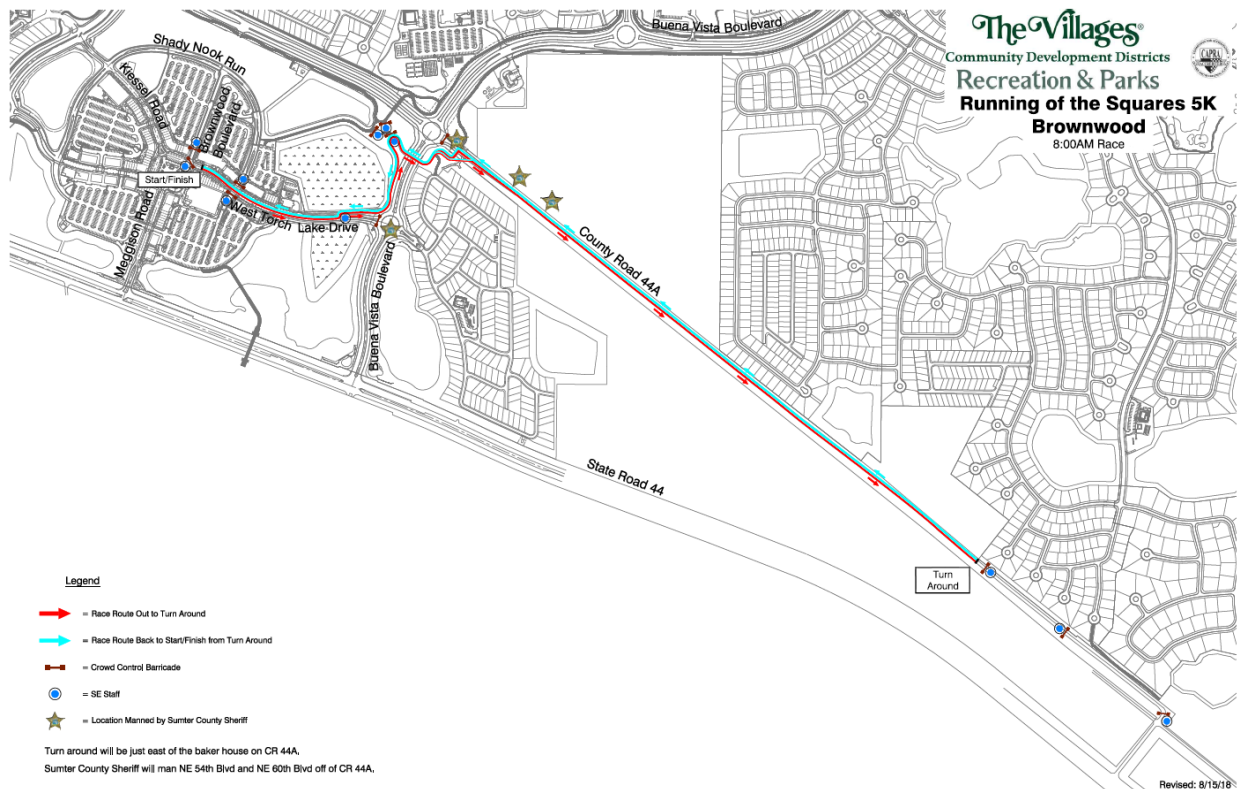 Buena Vista Boulevard
The Villages®
Community Development Districts
Recreation & Parks
CAPRA
Running of the Squares 5K
Brownwood
8:00AM Race
Shady Nook Run
Kiessel Road
Brownwood
Boulevard
Start/Finish
Meggison Road
West Torch Lake Drive
Buena Vista Boulevard
County Road 44A
State Road 44
Turn
Around
Legend
= Race Route Out to Turn Around
= Race Route Back to Start/Finish from Turn Around
= Crowd Control Barricade
= SE Staff
= Location Manned by Sumter County Sheriff
Turn around will be just east of the baker house on CR 44A.
Sumter County Sheriff will man NE 54th Blvd and NE 60th Blvd off of CR 44A.
Revised: 8/15/18